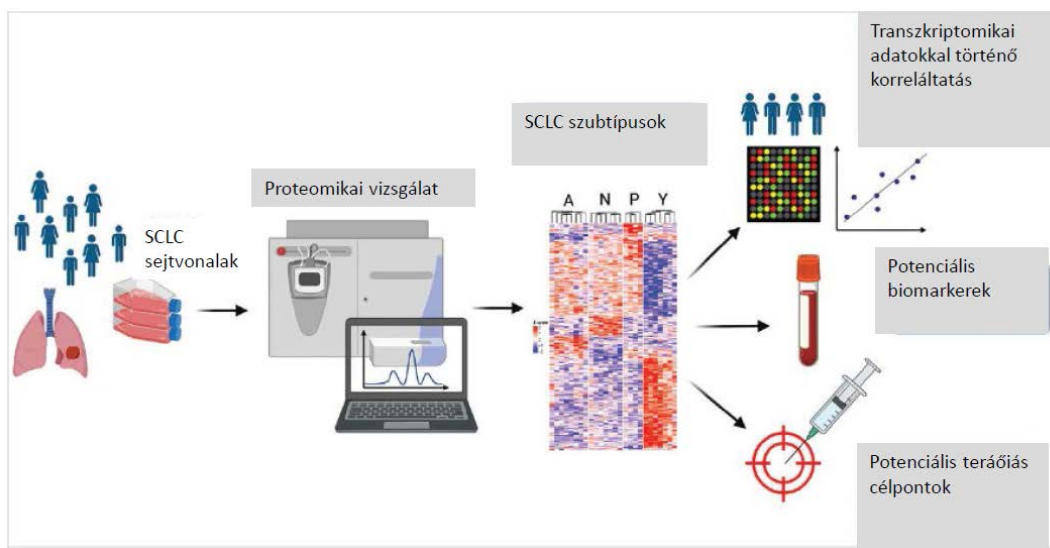 Transzkriptomikai
adatokkal történő
korreláltatás
SCLC szubtípusok
Proteomikai vizsgálat
A N P Y
SCLC
sejtvonalak
Potenciális
biomarkerek
Potenciális teráőiás
célpontok